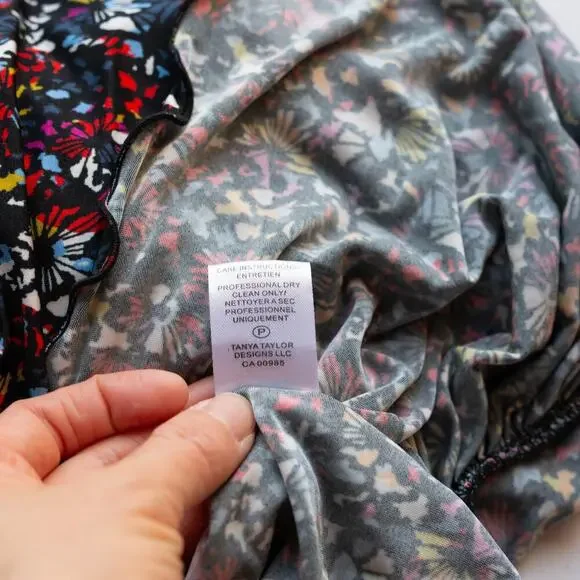 CARE INSTRUCTIONS
ENTRETIEN
PROFESSIONAL DRY
CLEAN ONLY/
NETTOYER A SEC
PROFESSIONNEL
UNIQUEMENT
P
TANYA TAYLOR
DESIGNS LLC
CA 00985